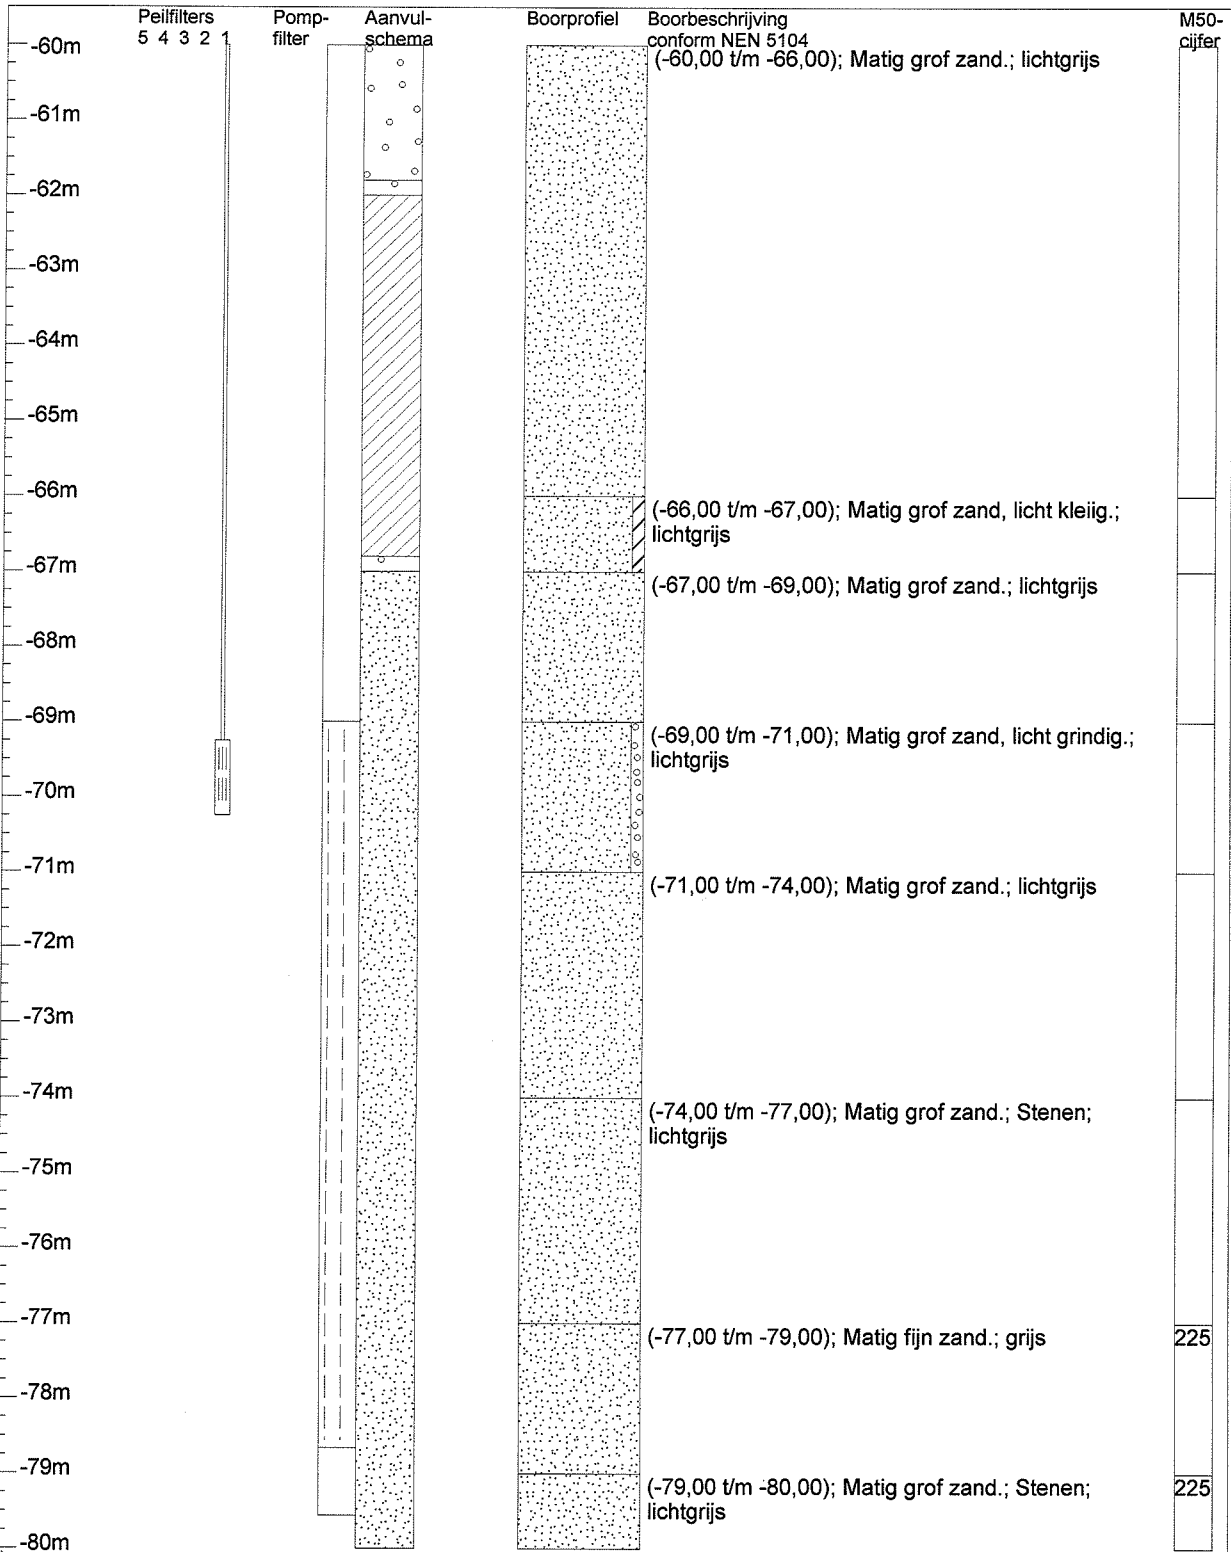 Peilfilters
5 4 3 2 1
Pomp-
filter
Aanvul-
schema
Boorprofiel
Boorbeschrijving
conform NEN 5104
M50-
cijfer
-60m
(-60,00 t/m -66,00); Matig grof zand.; lichtgrijs
-61m
-62m
-63m
-64m
-65m
-66m
(-66,00 t/m -67,00); Matig grof zand, licht kleiig.;
lichtgrijs
-67m
(-67,00 t/m -69,00); Matig grof zand.; lichtgrijs
-68m
-69m
(-69,00 t/m -71,00); Matig grof zand, licht grindig.;
lichtgrijs
-70m
-71m
(-71,00 t/m -74,00); Matig grof zand.; lichtgrijs
-72m
-73m
-74m
(-74,00 t/m -77,00); Matig grof zand.; Stenen;
lichtgrijs
-75m
-76m
-77m
(-77,00 t/m -79,00); Matig fijn zand.; grijs
225
-78m
-79m
(-79,00 t/m -80,00); Matig grof zand.; Stenen;
lichtgrijs
225
-80m